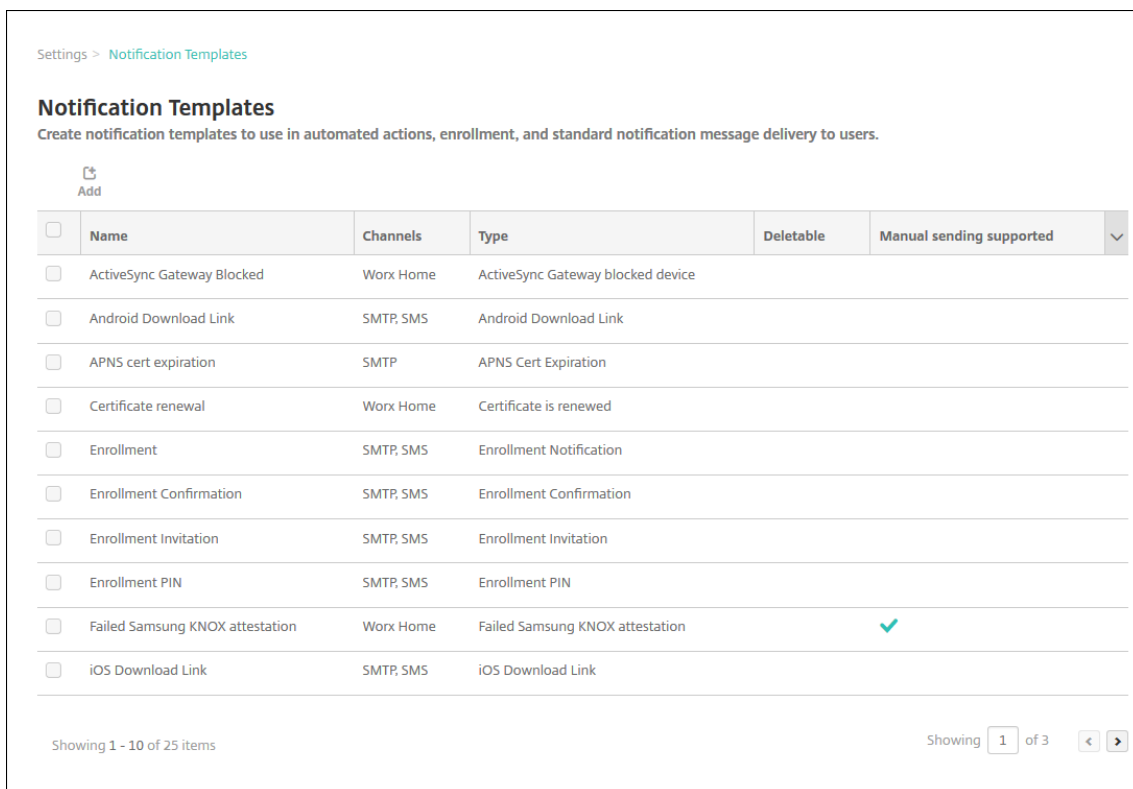 Settings > Notification Templates
Notification Templates
Create notification templates to use in automated actions, enrollment, and standard notification message delivery to users.
Add
Name Channels Type Deletable Manual sending supported
ActiveSync Gateway Blocked Worx Home ActiveSync Gateway blocked device
Android Download Link SMTP, SMS Android Download Link
APNS cert expiration SMTP APNS Cert Expiration
Certificate renewal Worx Home Certificate is renewed
Enrollment SMTP, SMS Enrollment Notification
Enrollment Confirmation SMTP, SMS Enrollment Confirmation
Enrollment Invitation SMTP, SMS Enrollment Invitation
Enrollment PIN SMTP, SMS Enrollment PIN
Failed Samsung KNOX attestation Worx Home Failed Samsung KNOX attestation
iOS Download Link SMTP, SMS iOS Download Link
Showing 1 - 10 of 25 items Showing 1 of 3